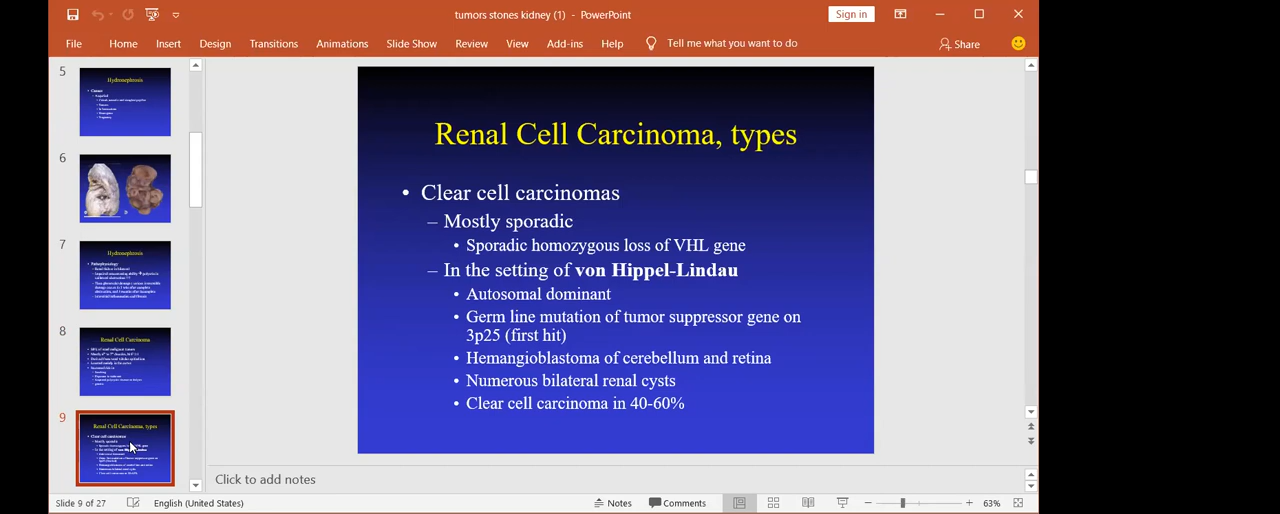 tumors stones kidney (1) - PowerPoint
Sign in
File Home Insert Design Transitions Animations Slide Show Review View Add-ins Help Tell me what you want to do Share
5
Hydronephrosis
6
7
Hydronephrosis
8
Renal Cell Carcinoma
9
Renal Cell Carcinoma, types
Renal Cell Carcinoma, types
• Clear cell carcinomas
– Mostly sporadic
• Sporadic homozygous loss of VHL gene
– In the setting of von Hippel-Lindau
• Autosomal dominant
• Germ line mutation of tumor suppressor gene on
3p25 (first hit)
• Hemangioblastoma of cerebellum and retina
• Numerous bilateral renal cysts
• Clear cell carcinoma in 40-60%
Click to add notes
Slide 9 of 27 English (United States) Notes Comments 63%